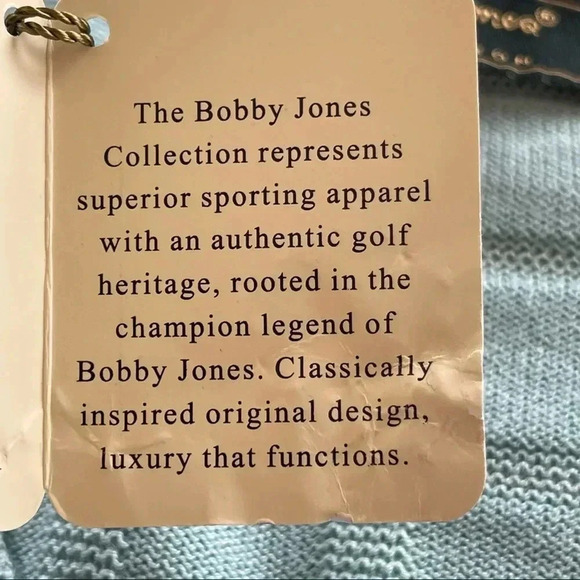 The Bobby Jones
Collection represents
superior sporting apparel
with an authentic golf
heritage, rooted in the
champion legend of
Bobby Jones. Classically
inspired original design,
luxury that functions.